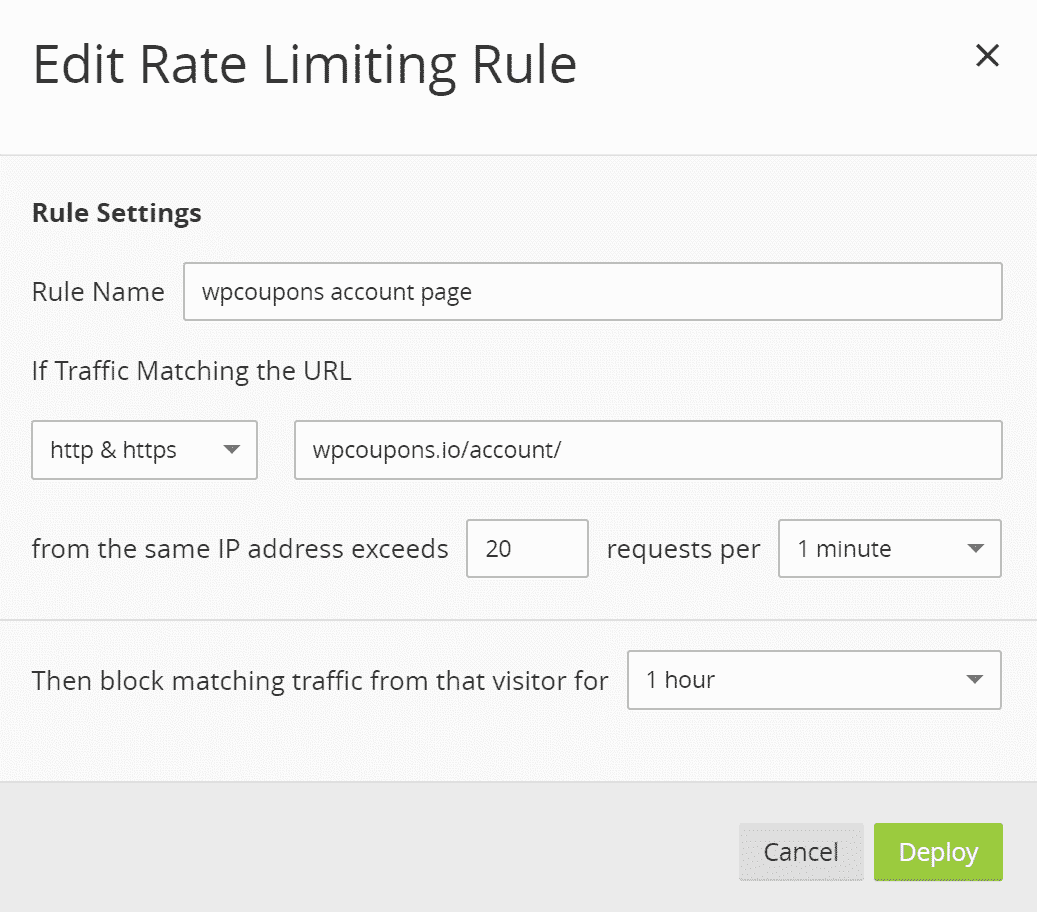 Edit Rate Limiting Rule
Rule Settings
Rule Name wpcoupons account page
If Traffic Matching the URL
http & https wpcoupons.io/account/
from the same IP address exceeds 20 requests per 1 minute
Then block matching traffic from that visitor for 1 hour
Cancel Deploy